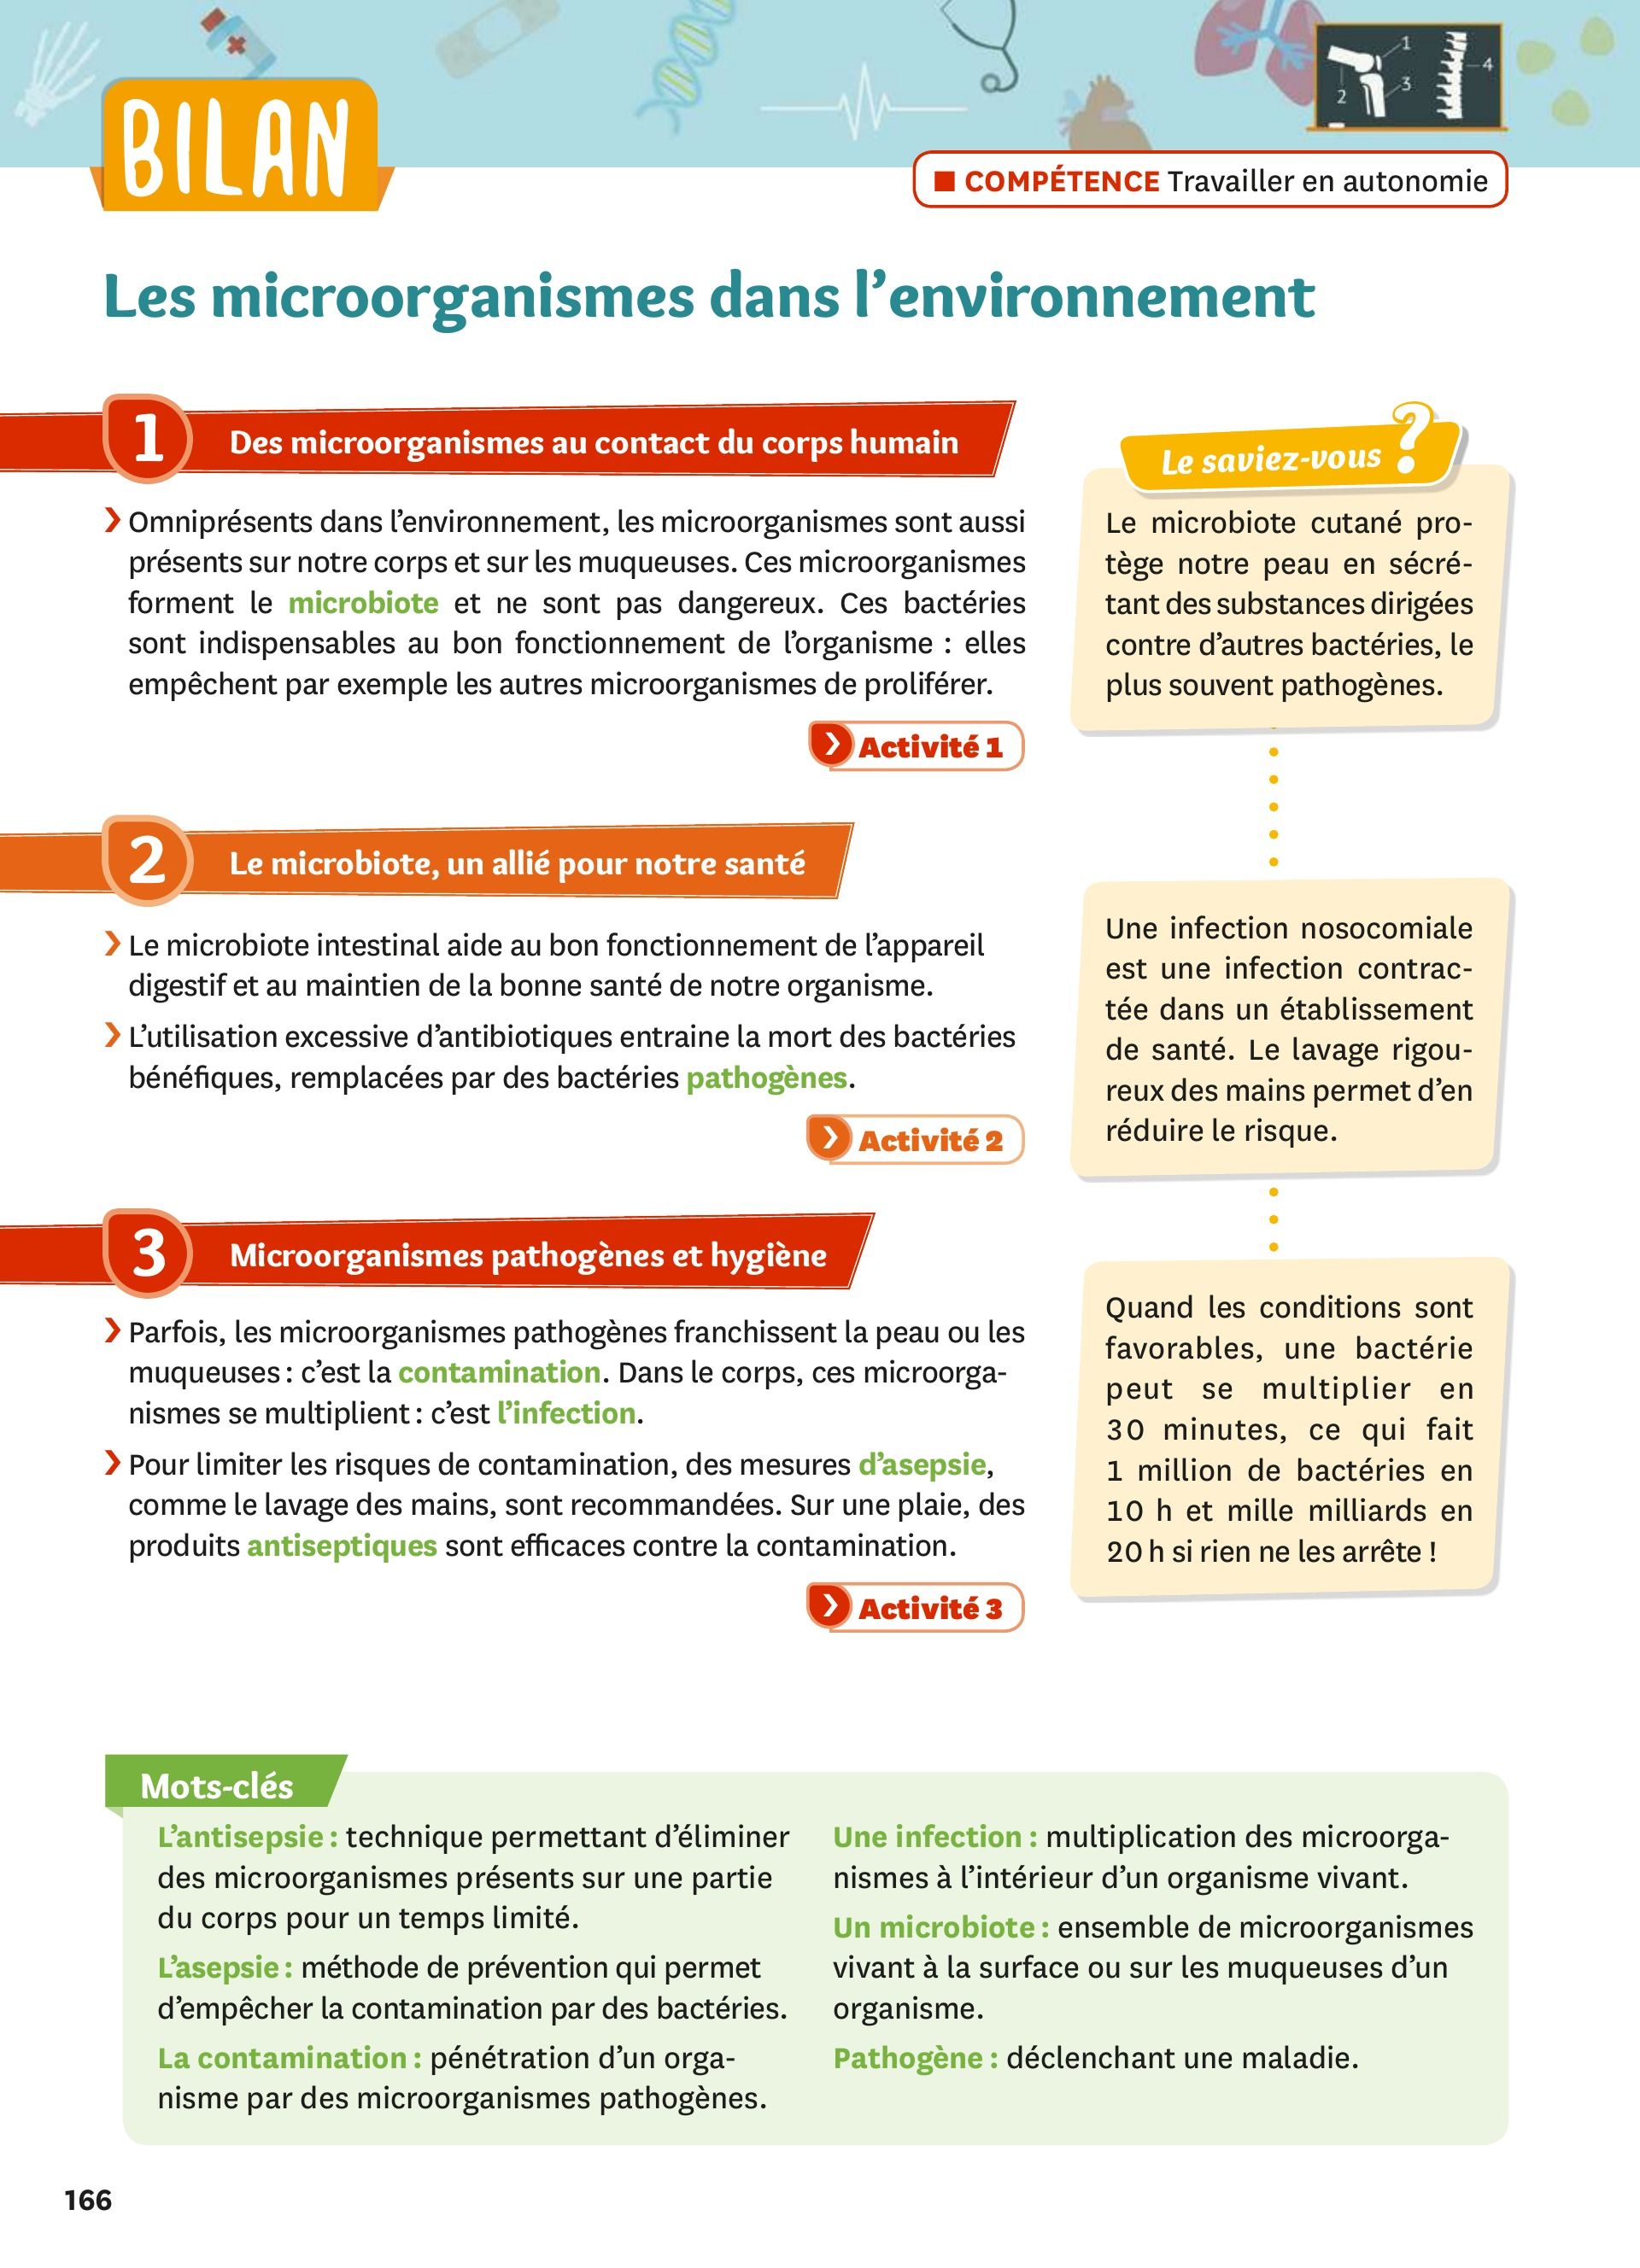 1
2
3
4
BILAN
■ COMPÉTENCE Travailler en autonomie
Les microorganismes dans l’environnement
1 Des microorganismes au contact du corps humain
❯ Omniprésents dans l’environnement, les microorganismes sont aussi
présents sur notre corps et sur les muqueuses. Ces microorganismes
forment le microbiote et ne sont pas dangereux. Ces bactéries
sont indispensables au bon fonctionnement de l’organisme : elles
empêchent par exemple les autres microorganismes de proliférer.
❯ Activité 1
2 Le microbiote, un allié pour notre santé
❯ Le microbiote intestinal aide au bon fonctionnement de l’appareil
digestif et au maintien de la bonne santé de notre organisme.
❯ L’utilisation excessive d’antibiotiques entraine la mort des bactéries
bénéfiques, remplacées par des bactéries pathogènes.
❯ Activité 2
3 Microorganismes pathogènes et hygiène
❯ Parfois, les microorganismes pathogènes franchissent la peau ou les
muqueuses : c’est la contamination. Dans le corps, ces microorga-
nismes se multiplient : c’est l’infection.
❯ Pour limiter les risques de contamination, des mesures d’asepsie,
comme le lavage des mains, sont recommandées. Sur une plaie, des
produits antiseptiques sont efficaces contre la contamination.
❯ Activité 3
Le saviez-vous ?
Le microbiote cutané pro-
tège notre peau en sécré-
tant des substances dirigées
contre d’autres bactéries, le
plus souvent pathogènes.
Une infection nosocomiale
est une infection contrac-
tée dans un établissement
de santé. Le lavage rigou-
reux des mains permet d’en
réduire le risque.
Quand les conditions sont
favorables, une bactérie
peut se multiplier en
30 minutes, ce qui fait
1 million de bactéries en
10 h et mille milliards en
20 h si rien ne les arrête !
Mots-clés
L’antisepsie : technique permettant d’éliminer
des microorganismes présents sur une partie
du corps pour un temps limité.
L’asepsie : méthode de prévention qui permet
d’empêcher la contamination par des bactéries.
La contamination : pénétration d’un orga-
nisme par des microorganismes pathogènes.
Une infection : multiplication des microorga-
nismes à l’intérieur d’un organisme vivant.
Un microbiote : ensemble de microorganismes
vivant à la surface ou sur les muqueuses d’un
organisme.
Pathogène : déclenchant une maladie.
166